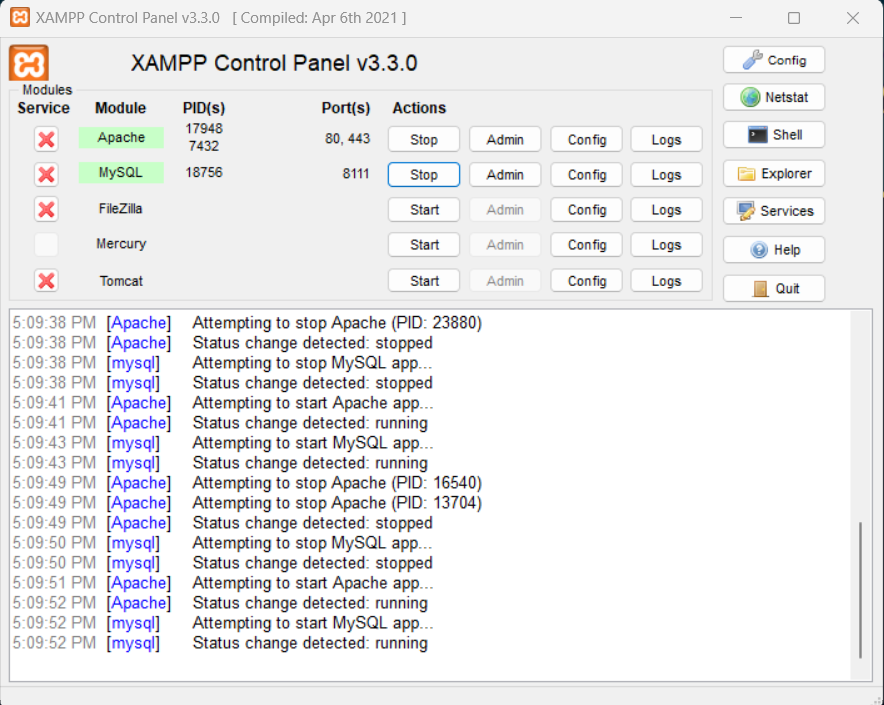 XAMPP Control Panel v3.3.0 [ Compiled: Apr 6th 2021 ]
XAMPP Control Panel v3.3.0
Modules
Service Module PID(s) Port(s) Actions
Apache 17948 7432 80, 443 Stop Admin Config Logs
MySQL 18756 8111 Stop Admin Config Logs
FileZilla Start Admin Config Logs
Mercury Start Admin Config Logs
Tomcat Start Admin Config Logs
Config
Netstat
Shell
Explorer
Services
Help
Quit
5:09:38 PM [Apache] Attempting to stop Apache (PID: 23880)
5:09:38 PM [Apache] Status change detected: stopped
5:09:38 PM [mysql] Attempting to stop MySQL app...
5:09:38 PM [mysql] Status change detected: stopped
5:09:41 PM [Apache] Attempting to start Apache app...
5:09:41 PM [Apache] Status change detected: running
5:09:43 PM [mysql] Attempting to start MySQL app...
5:09:43 PM [mysql] Status change detected: running
5:09:49 PM [Apache] Attempting to stop Apache (PID: 16540)
5:09:49 PM [Apache] Attempting to stop Apache (PID: 13704)
5:09:49 PM [Apache] Status change detected: stopped
5:09:50 PM [mysql] Attempting to stop MySQL app...
5:09:50 PM [mysql] Status change detected: stopped
5:09:51 PM [Apache] Attempting to start Apache app...
5:09:52 PM [Apache] Status change detected: running
5:09:52 PM [mysql] Attempting to start MySQL app...
5:09:52 PM [mysql] Status change detected: running